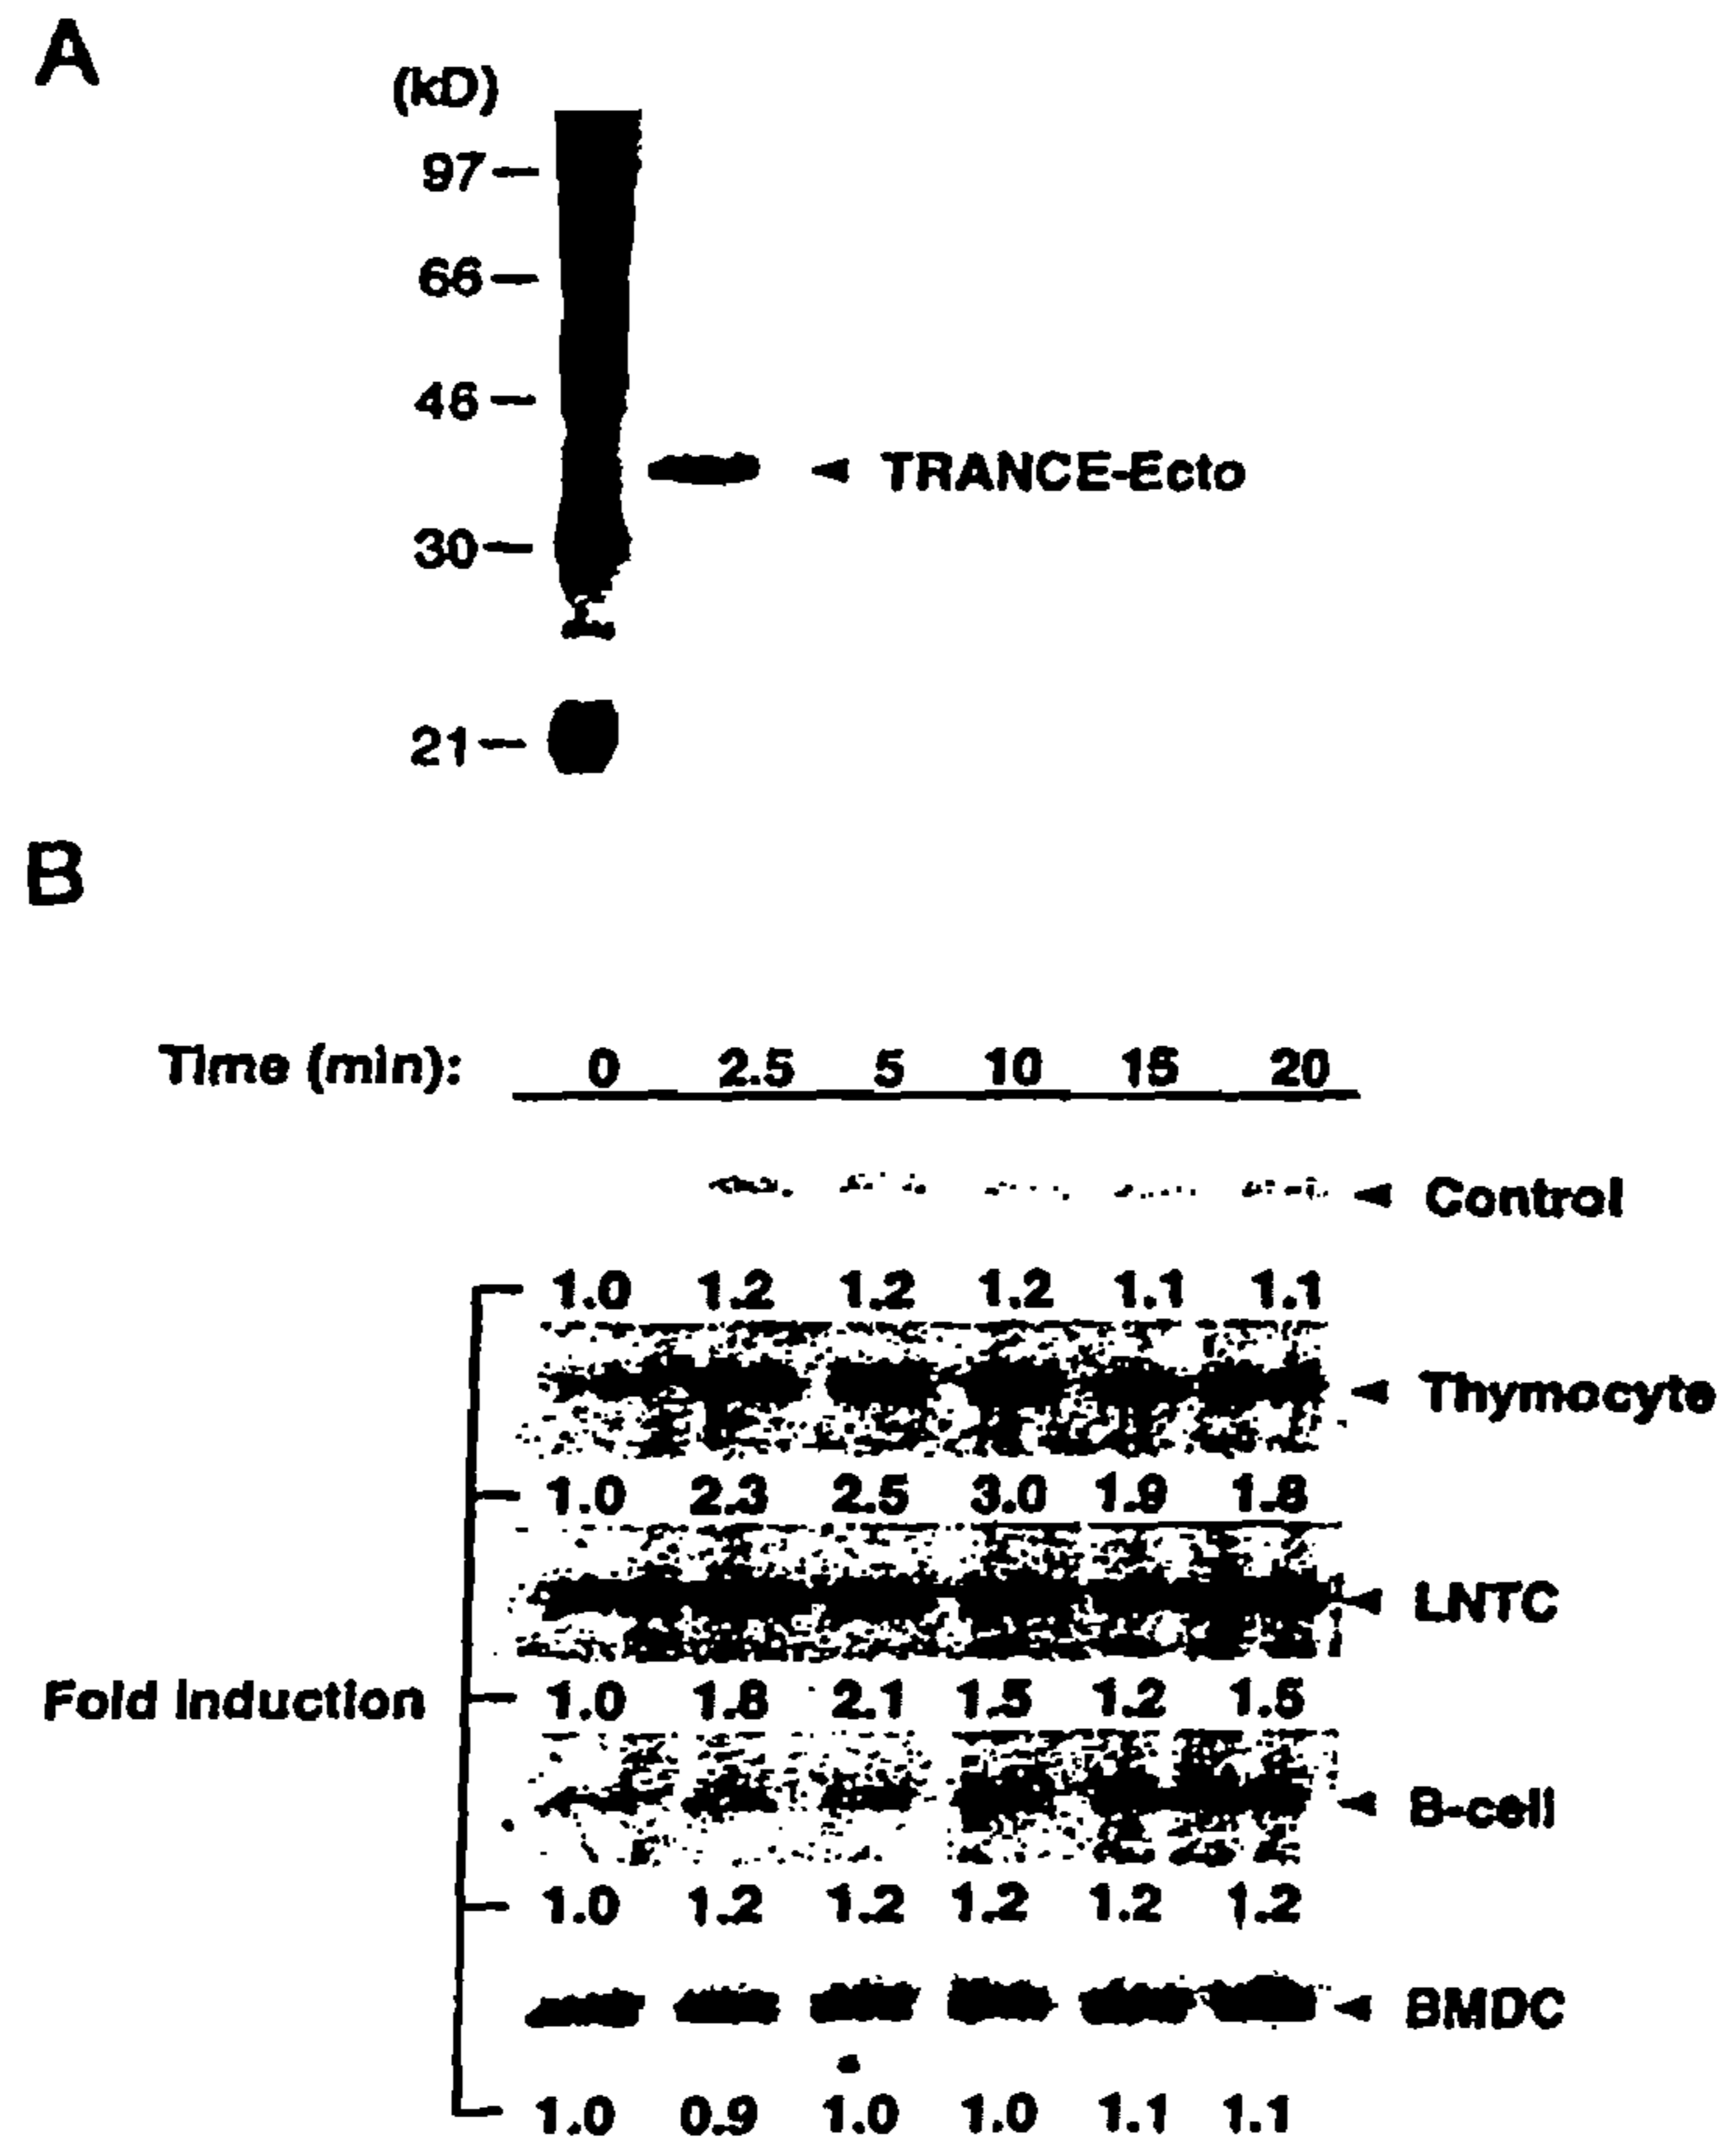 A
(kD)
97
66
46
TRANCE-Ecto
30
21
B
Time (min): 0 2.5 5 10 15 20
Control
1.0 1.2 1.2 1.2 1.1 1.1
Thymocyte
1.0 2.3 2.5 3.0 1.9 1.8
LNTC
Fold Induction 1.0 1.8 2.1 1.5 1.2 1.5
B-cell
1.0 1.2 1.2 1.2 1.2 1.2
BMDC
1.0 0.9 1.0 1.0 1.1 1.1